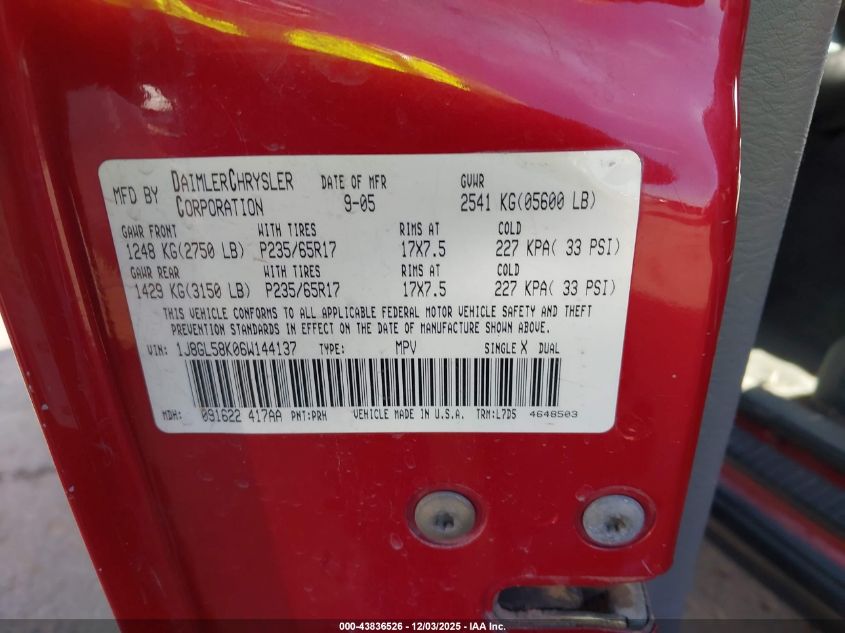 MFD BY DAIMLERCHRYSLER CORPORATION DATE OF MFR 9-05 GVWR 2541 KG(05600 LB)
GAWR FRONT WITH TIRES RIMS AT COLD
1248 KG(2750 LB) P235/65R17 17X7.5 227 KPA( 33 PSI)
GAWR REAR WITH TIRES RIMS AT COLD
1429 KG(3150 LB) P235/65R17 17X7.5 227 KPA( 33 PSI)
THIS VEHICLE CONFORMS TO ALL APPLICABLE FEDERAL MOTOR VEHICLE SAFETY AND THEFT
PREVENTION STANDARDS IN EFFECT ON THE DATE OF MANUFACTURE SHOWN ABOVE.
VIN: 1J8GL58K06W144137 TYPE: MPV SINGLE X DUAL
MDH: 091622 417AA PNT:PRH VEHICLE MADE IN U.S.A. TRM:L7D5 4648503
000-43836526 - 12/03/2025 - IAA Inc.